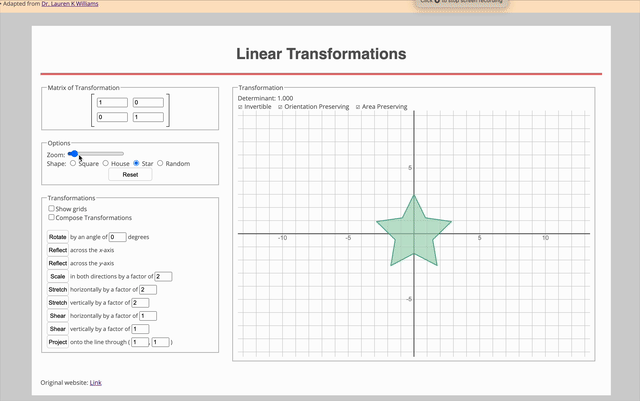 • Adapted from Dr. Lauren K Williams
Click to stop screen recording
Linear Transformations
Matrix of Transformation
1 0
0 1
Options
Zoom:
Shape: Square House Star Random
Reset
Transformations
Show grids
Compose Transformations
Rotate by an angle of 0 degrees
Reflect across the x-axis
Reflect across the y-axis
Scale in both directions by a factor of 2
Stretch horizontally by a factor of 2
Stretch vertically by a factor of 2
Shear horizontally by a factor of 1
Shear vertically by a factor of 1
Project onto the line through ( 1 , 1 )
Transformation
Determinant: 1.000
Invertible Orientation Preserving Area Preserving
5
-10 -5 5 10
-5
Original website: Link